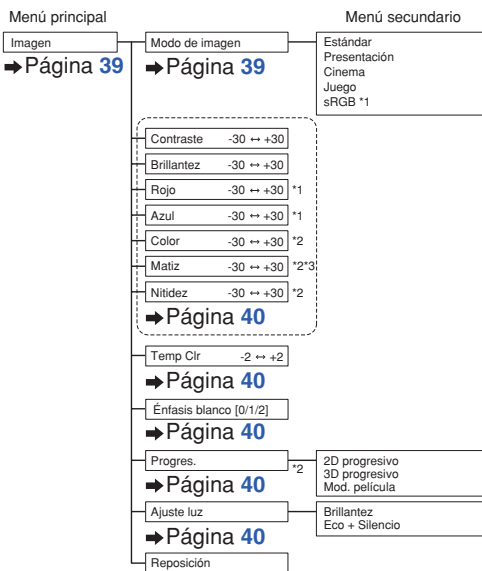 Menú principal
Menú secundario
Imagen
➡Página 39
Modo de imagen
➡Página 39
Estándar
Presentación
Cinema
Juego
sRGB *1
Contraste -30 ↔ +30
Brillantez -30 ↔ +30
Rojo -30 ↔ +30 *1
Azul -30 ↔ +30 *1
Color -30 ↔ +30 *2
Matiz -30 ↔ +30 *2*3
Nitidez -30 ↔ +30 *2
➡Página 40
Temp Clr -2 ↔ +2
➡Página 40
Énfasis blanco [0/1/2]
➡Página 40
Progres. *2
➡Página 40
2D progresivo
3D progresivo
Mod. película
Ajuste luz
➡Página 40
Brillantez
Eco + Silencio
Reposición